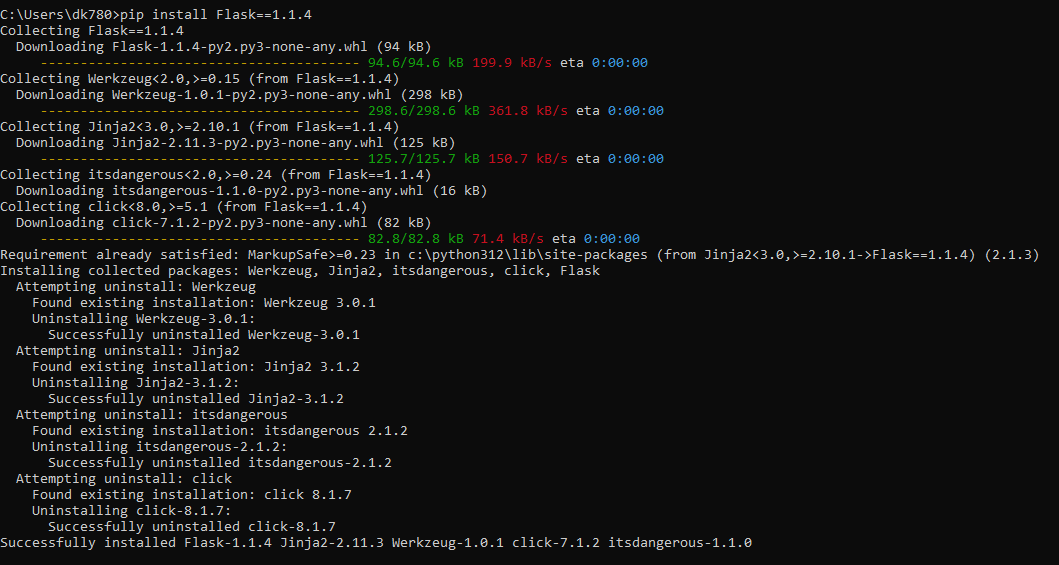 C:\Users\dk780>pip install Flask==1.1.4
Collecting Flask==1.1.4
  Downloading Flask-1.1.4-py2.py3-none-any.whl (94 kB)
     ---------------------------------------- 94.6/94.6 kB 199.9 kB/s eta 0:00:00
Collecting Werkzeug<2.0,>=0.15 (from Flask==1.1.4)
  Downloading Werkzeug-1.0.1-py2.py3-none-any.whl (298 kB)
     ---------------------------------------- 298.6/298.6 kB 361.8 kB/s eta 0:00:00
Collecting Jinja2<3.0,>=2.10.1 (from Flask==1.1.4)
  Downloading Jinja2-2.11.3-py2.py3-none-any.whl (125 kB)
     ---------------------------------------- 125.7/125.7 kB 150.7 kB/s eta 0:00:00
Collecting itsdangerous<2.0,>=0.24 (from Flask==1.1.4)
  Downloading itsdangerous-1.1.0-py2.py3-none-any.whl (16 kB)
Collecting click<8.0,>=5.1 (from Flask==1.1.4)
  Downloading click-7.1.2-py2.py3-none-any.whl (82 kB)
     ---------------------------------------- 82.8/82.8 kB 71.4 kB/s eta 0:00:00
Requirement already satisfied: MarkupSafe>=0.23 in c:\python312\lib\site-packages (from Jinja2<3.0,>=2.10.1->Flask==1.1.4) (2.1.3)
Installing collected packages: Werkzeug, Jinja2, itsdangerous, click, Flask
  Attempting uninstall: Werkzeug
    Found existing installation: Werkzeug 3.0.1
    Uninstalling Werkzeug-3.0.1:
      Successfully uninstalled Werkzeug-3.0.1
  Attempting uninstall: Jinja2
    Found existing installation: Jinja2 3.1.2
    Uninstalling Jinja2-3.1.2:
      Successfully uninstalled Jinja2-3.1.2
  Attempting uninstall: itsdangerous
    Found existing installation: itsdangerous 2.1.2
    Uninstalling itsdangerous-2.1.2:
      Successfully uninstalled itsdangerous-2.1.2
  Attempting uninstall: click
    Found existing installation: click 8.1.7
    Uninstalling click-8.1.7:
      Successfully uninstalled click-8.1.7
Successfully installed Flask-1.1.4 Jinja2-2.11.3 Werkzeug-1.0.1 click-7.1.2 itsdangerous-1.1.0